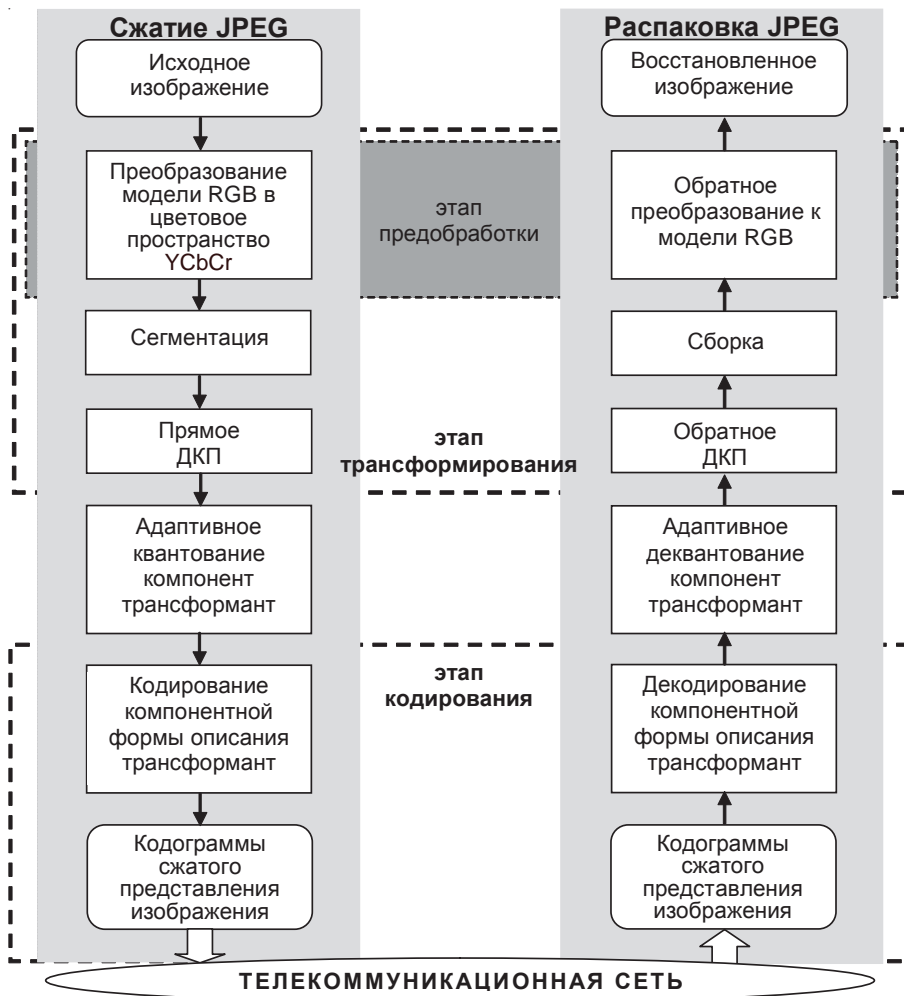 Сжатие JPEG
Исходное
изображение
Преобразование
модели RGB в
цветовое
пространство
YCbCr
Сегментация
Прямое
ДКП
Адаптивное
квантование
компонент
трансформант
Кодирование
компонентной
формы описания
трансформант
Кодограммы
сжатого
представления
изображения
этап
предобработки
этап
трансформирования
этап
кодирования
Распаковка JPEG
Восстановленное
изображение
Обратное
преобразование к
модели RGB
Сборка
Обратное
ДКП
Адаптивное
деквантование
компонент
трансформант
Декодирование
компонентной
формы описания
трансформант
Кодограммы
сжатого
представления
изображения
ТЕЛЕКОММУНИКАЦИОННАЯ СЕТЬ